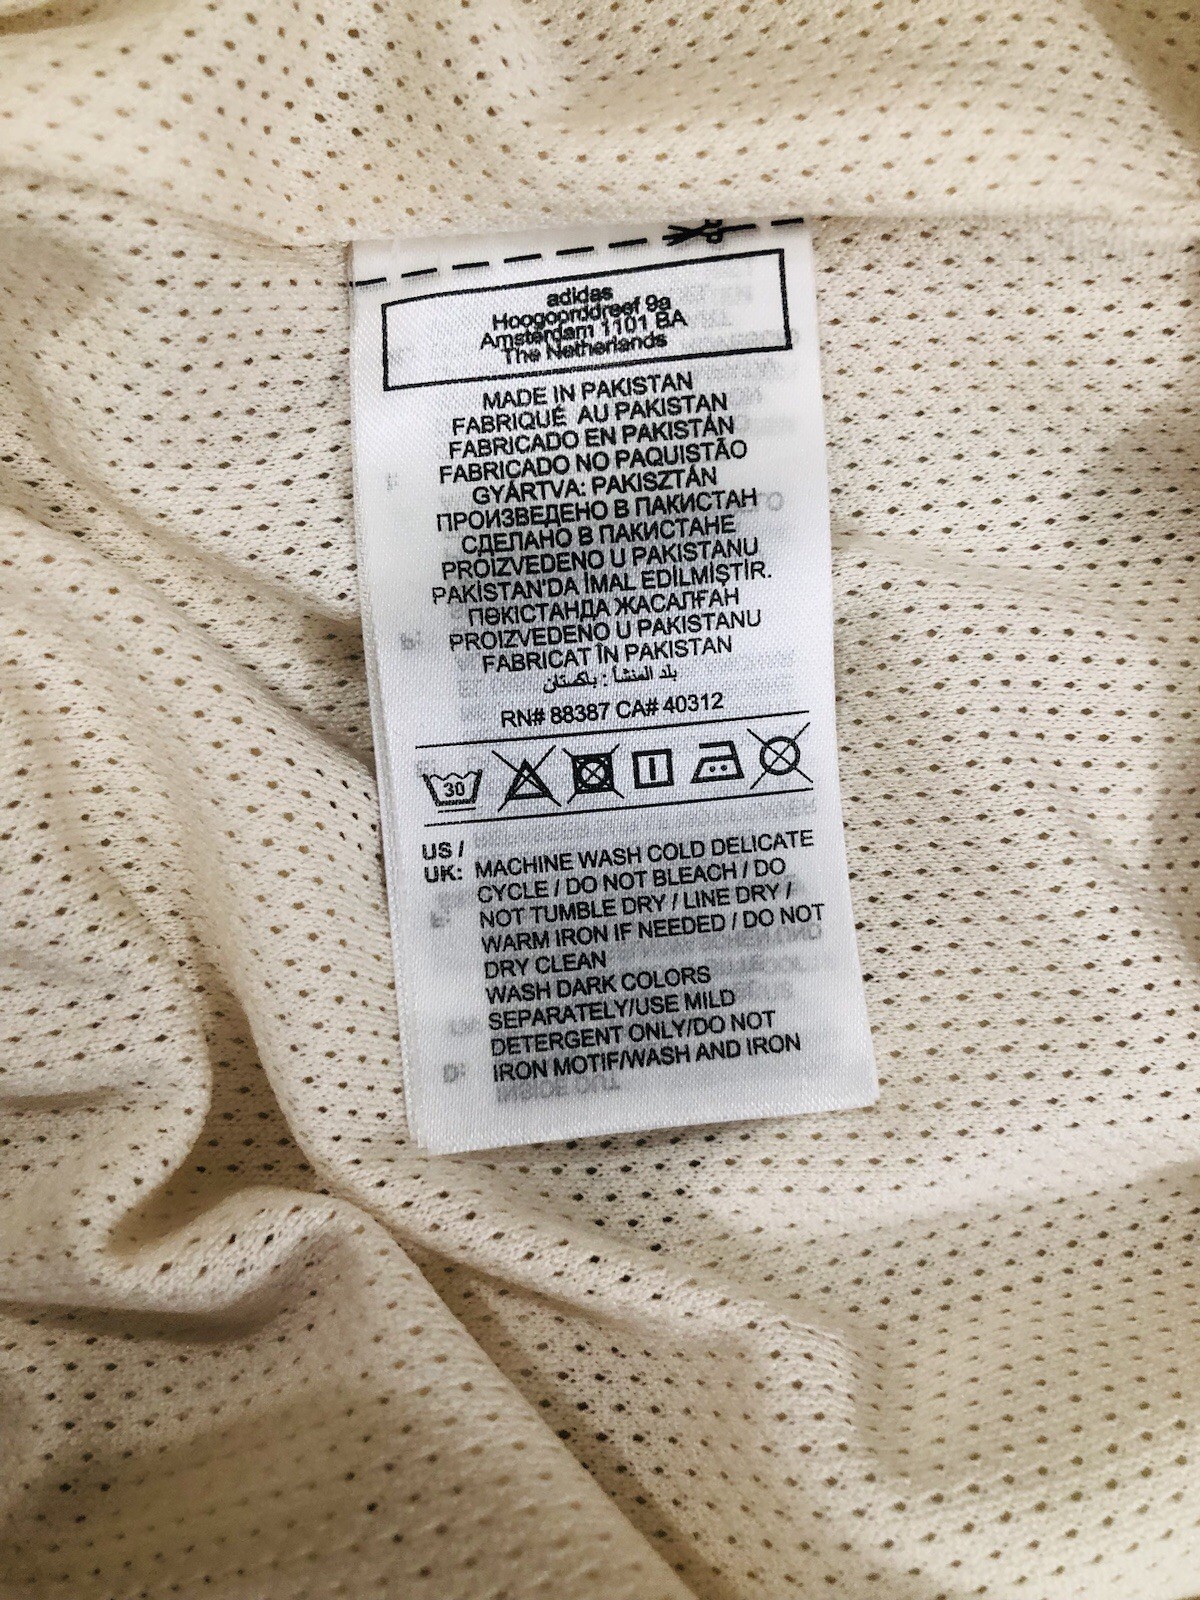 adidas
Hoogoorddreef 9a
Amsterdam 1101 BA
The Netherlands
MADE IN PAKISTAN
FABRIQUÉ AU PAKISTAN
FABRICADO EN PAKISTÁN
FABRICADO NO PAQUISTÃO
GYÁRTVA: PAKISZTÁN
ПРОИЗВЕДЕНО В ПАКИСТАН
СДЕЛАНО В ПАКИСТАНЕ
PROIZVEDENO U PAKISTANU
PAKİSTAN'DA İMAL EDİLMİŞTİR.
ПӘКІСТАНДА ЖАСАЛҒАН
PROIZVEDENO U PAKISTANU
FABRICAT ÎN PAKISTAN
بلد المنشأ : باكستان
RN# 88387 CA# 40312
30
US /
UK: MACHINE WASH COLD DELICATE
CYCLE / DO NOT BLEACH / DO
NOT TUMBLE DRY / LINE DRY /
WARM IRON IF NEEDED / DO NOT
DRY CLEAN
WASH DARK COLORS
SEPARATELY/USE MILD
DETERGENT ONLY/DO NOT
IRON MOTIF/WASH AND IRON